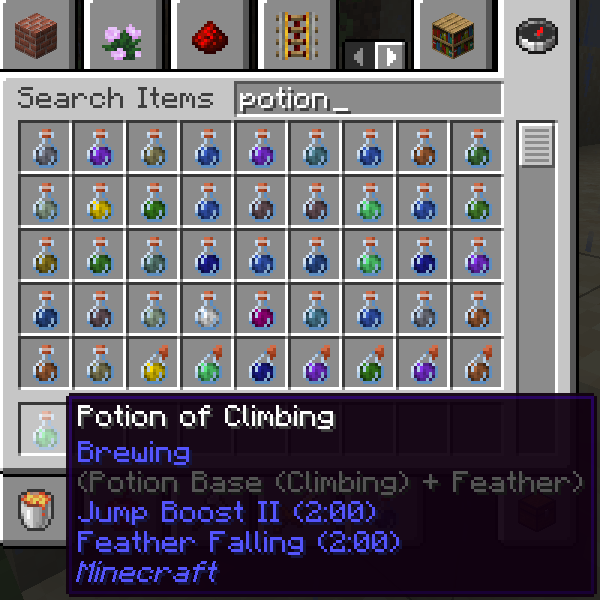 Search Items
potion_
Potion of Climbing
Brewing
(Potion Base (Climbing) + Feather)
Jump Boost II (2:00)
Feather Falling (2:00)
Minecraft